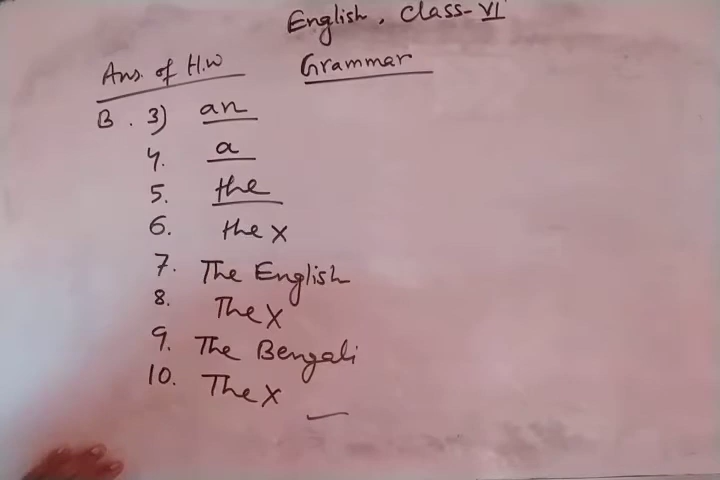 English, Class-VI
Ans. of H.W Grammar
B. 3) an
4. a
5. the
6. the X
7. The English
8. The X
9. The Bengali
10. The X